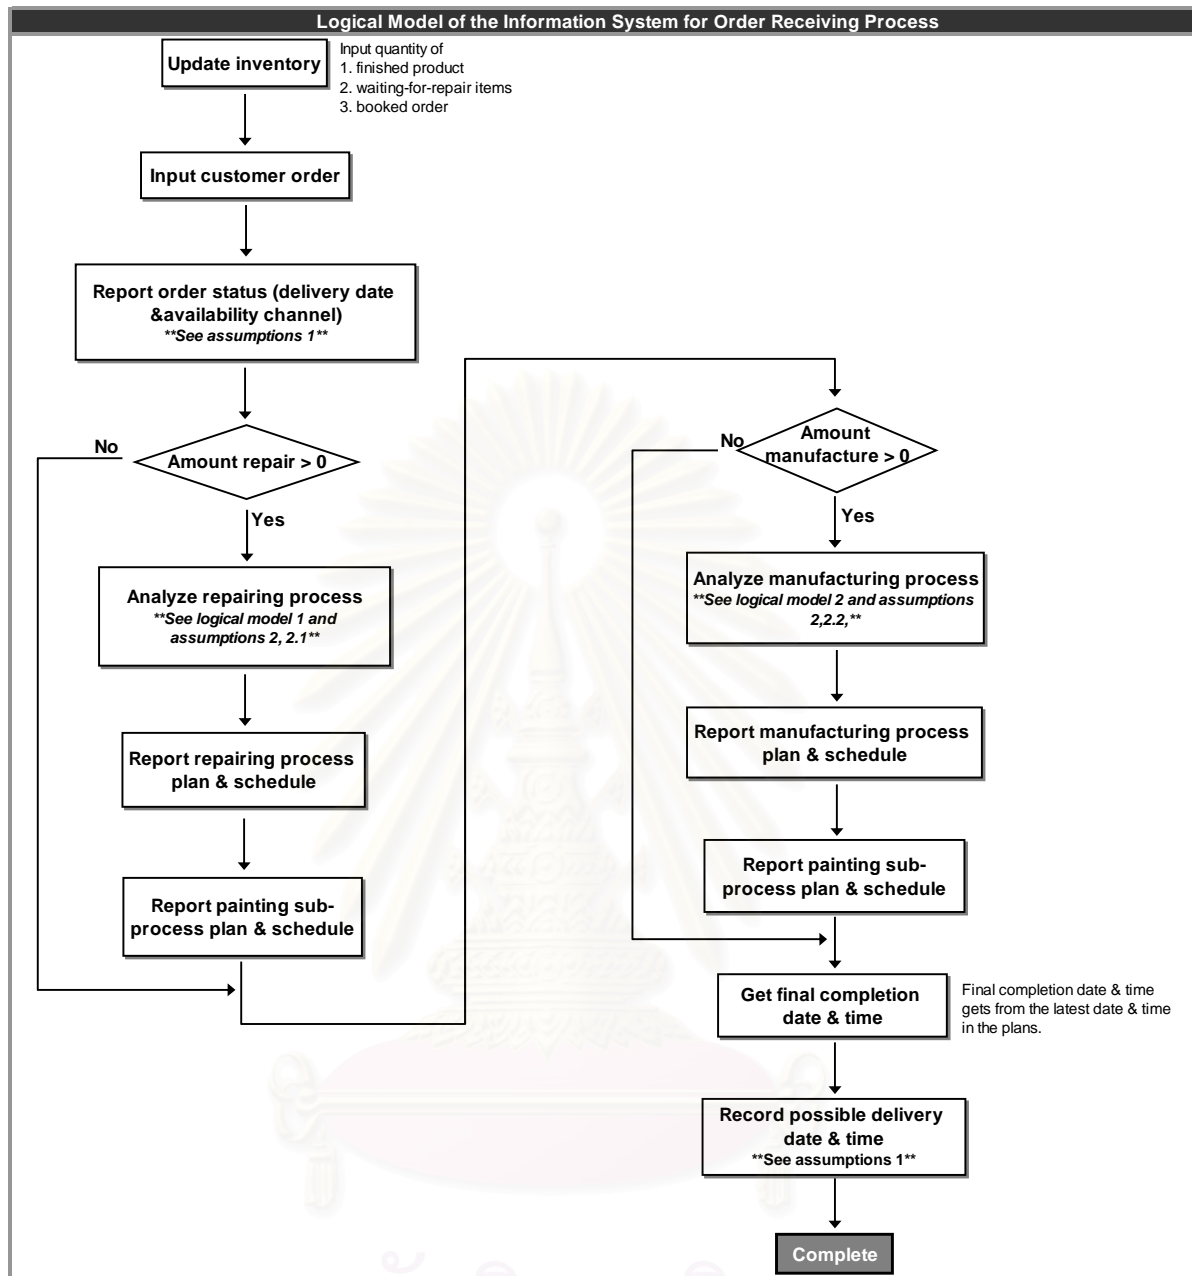 Logical Model of the Information System for Order Receiving Process
Update inventory
Input quantity of
1. finished product
2. waiting-for-repair items
3. booked order
Input customer order
Report order status (delivery date
&availability channel)
**See assumptions 1**
No
Amount repair > 0
Yes
Analyze repairing process
**See logical model 1 and
assumptions 2, 2.1**
Report repairing process
plan & schedule
Report painting sub-
process plan & schedule
No
Amount
manufacture > 0
Yes
Analyze manufacturing process
**See logical model 2 and assumptions
2,2.2,**
Report manufacturing process
plan & schedule
Report painting sub-
process plan & schedule
Get final completion
date & time
Final completion date & time
gets from the latest date & time
in the plans.
Record possible delivery
date & time
**See assumptions 1**
Complete